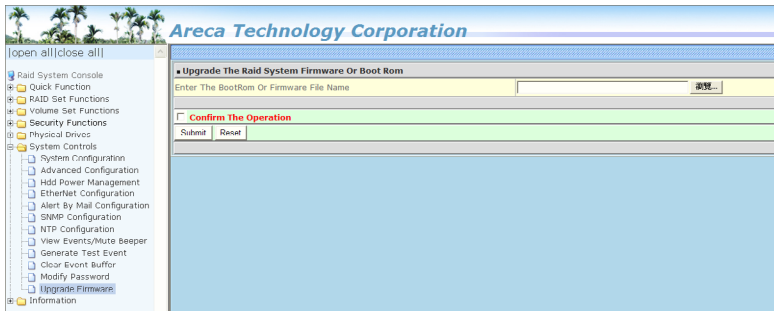 Areca Technology Corporation
|open all|close all|
Raid System Console
Quick Function
RAID Set Functions
Volume Set Functions
Security Functions
Physical Drives
System Controls
System Configuration
Advanced Configuration
Hdd Power Management
EtherNet Configuration
Alert By Mail Configuration
SNMP Configuration
NTP Configuration
View Events/Mute Beeper
Generate Test Event
Clear Event Buffer
Modify Password
Upgrade Firmware
Information
Upgrade The Raid System Firmware Or Boot Rom
Enter The BootRom Or Firmware File Name
瀏覽...
Confirm The Operation
Submit Reset